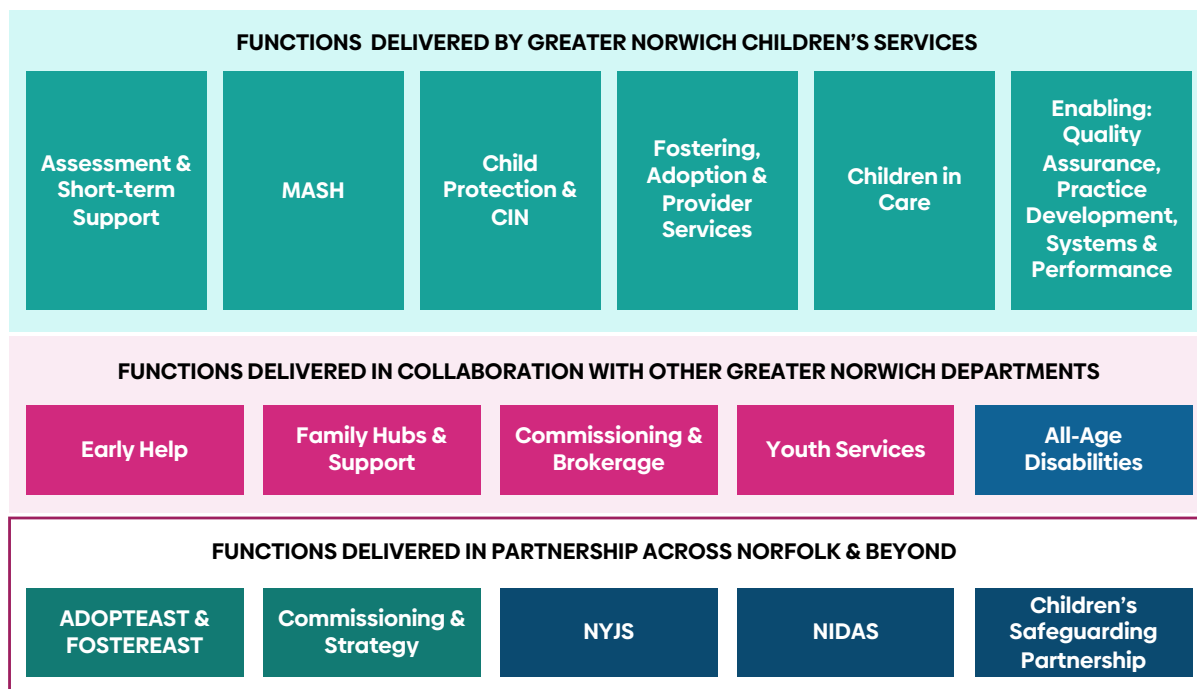 FUNCTIONS DELIVERED BY GREATER NORWICH CHILDREN’S SERVICES
Assessment &
Short-term
Support
MASH
Child
Protection &
CIN
Fostering,
Adoption &
Provider
Services
Children in
Care
Enabling:
Quality
Assurance,
Practice
Development,
Systems &
Performance
FUNCTIONS DELIVERED IN COLLABORATION WITH OTHER GREATER NORWICH DEPARTMENTS
Early Help
Family Hubs &
Support
Commissioning &
Brokerage
Youth Services
All-Age
Disabilities
FUNCTIONS DELIVERED IN PARTNERSHIP ACROSS NORFOLK & BEYOND
ADOPTEAST &
FOSTEREAST
Commissioning &
Strategy
NYJS
NIDAS
Children’s
Safeguarding
Partnership